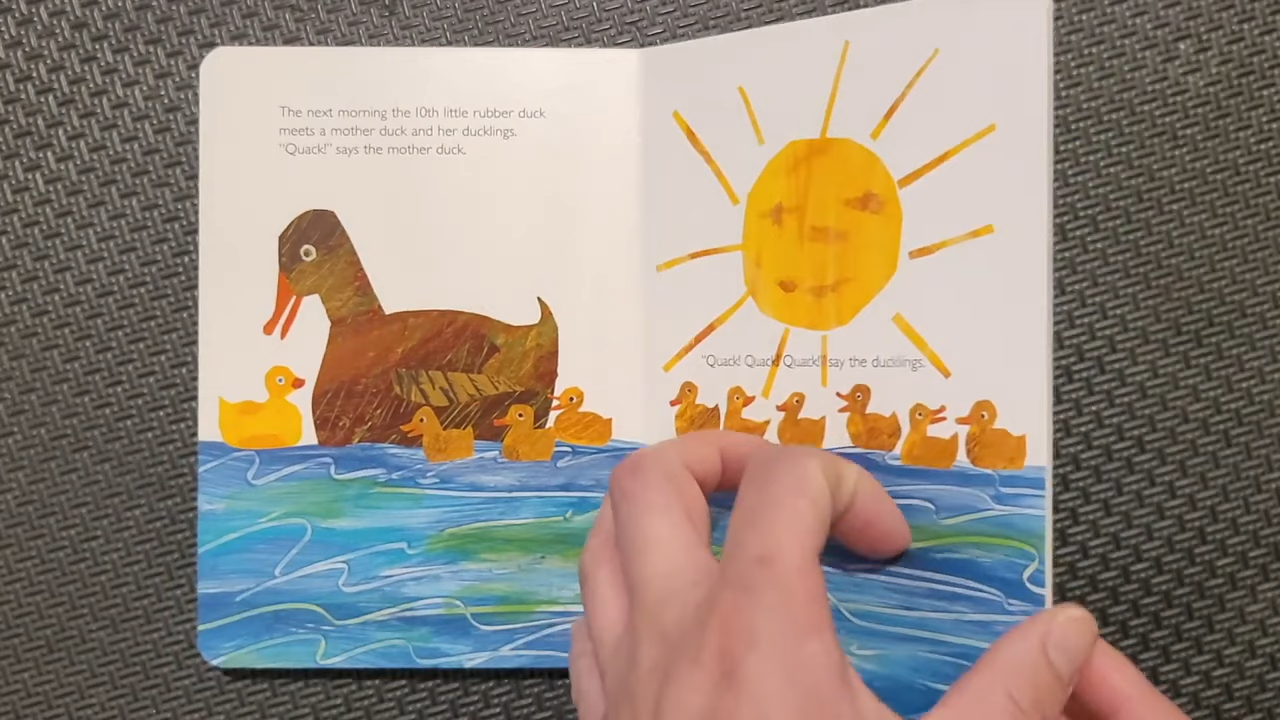 The next morning the 10th little rubber duck
meets a mother duck and her ducklings.
"Quack!" says the mother duck.
"Quack! Quack! Quack!" say the ducklings.